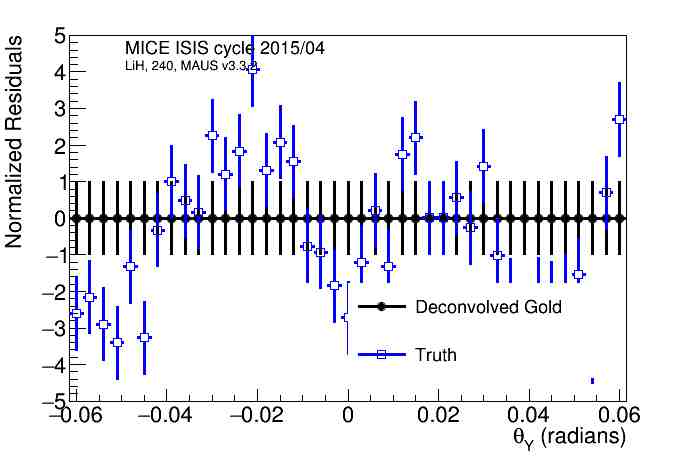 MICE ISIS cycle 2015/04
LiH, 240, MAUS v3.3.2
Normalized Residuals
5
4
3
2
1
0
−1
−2
−3
−4
−5
Deconvolved Gold
Truth
−0.06 −0.04 −0.02 0 0.02 0.04 0.06
θY (radians)